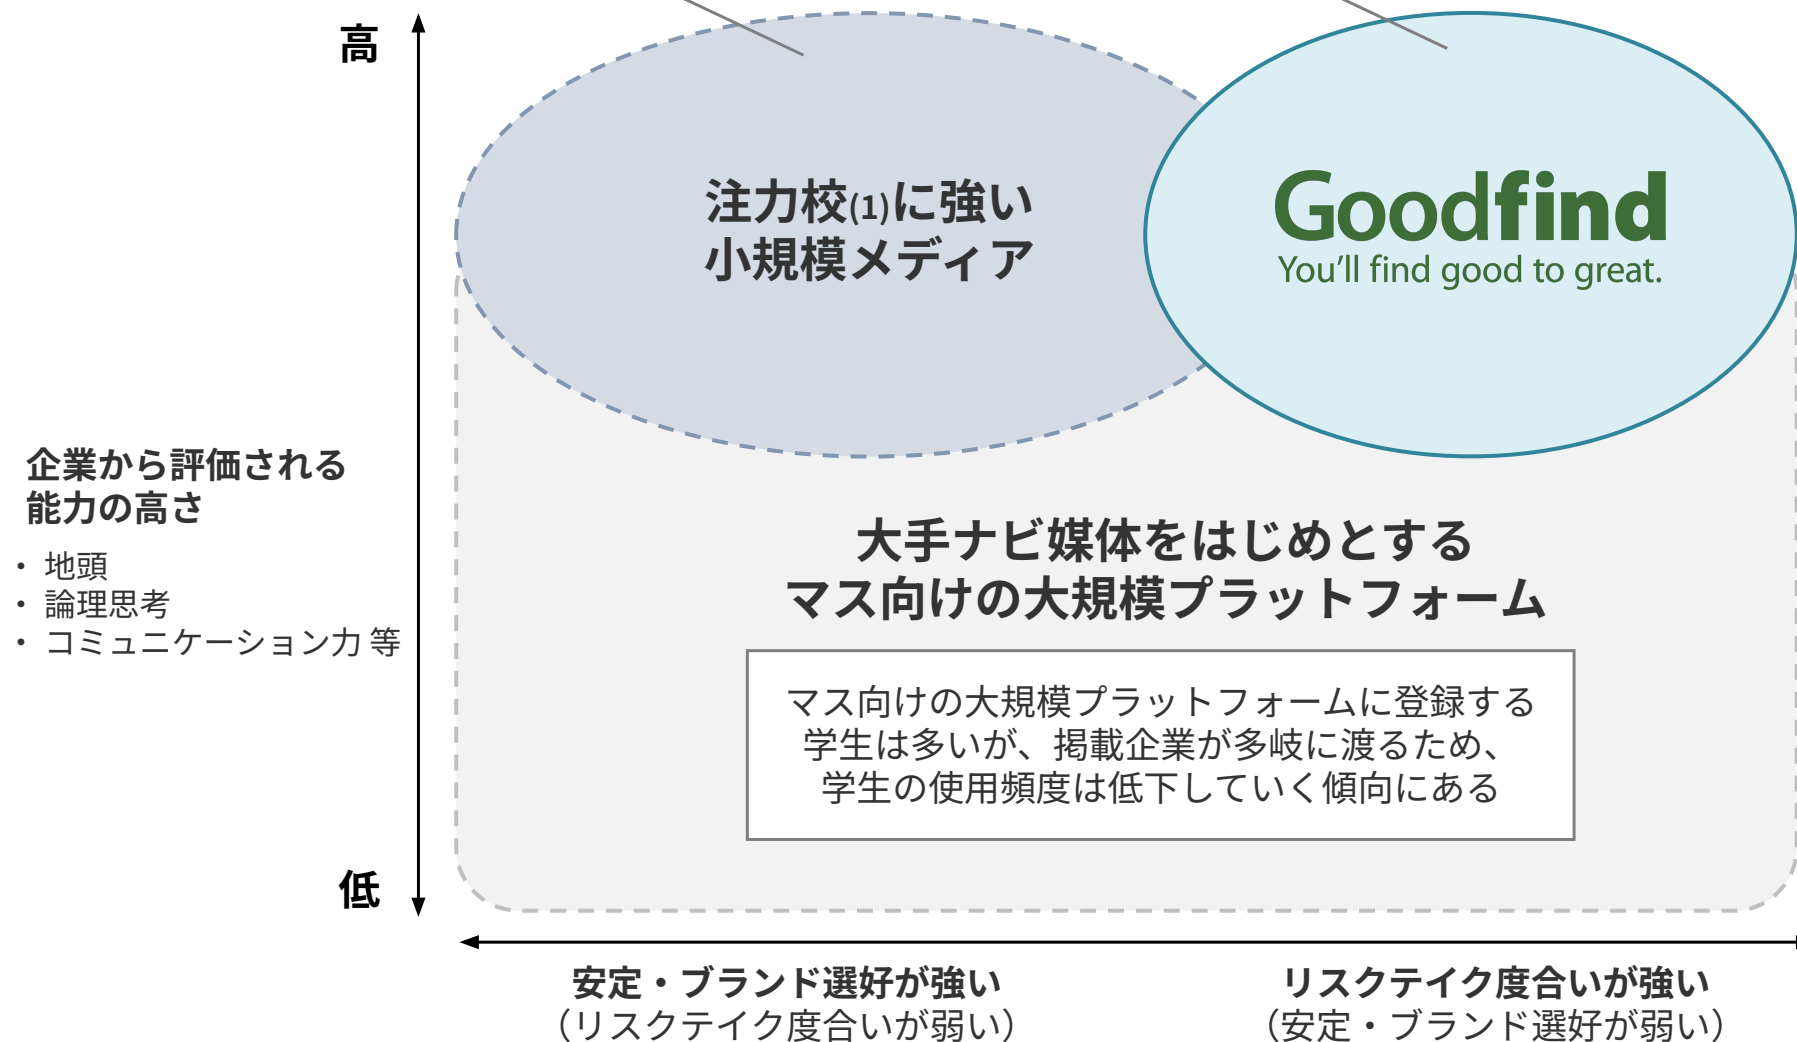 高
注力校(1)に強い
小規模メディア
Goodfind
You'll find good to great.
企業から評価される
能力の高さ
・ 地頭
・ 論理思考
・ コミュニケーション力 等
大手ナビ媒体をはじめとする
マス向けの大規模プラットフォーム
マス向けの大規模プラットフォームに登録する
学生は多いが、掲載企業が多岐に渡るため、
学生の使用頻度は低下していく傾向にある
低
安定・ブランド選好が強い
（リスクテイク度合いが弱い）
リスクテイク度合いが強い
（安定・ブランド選好が弱い）